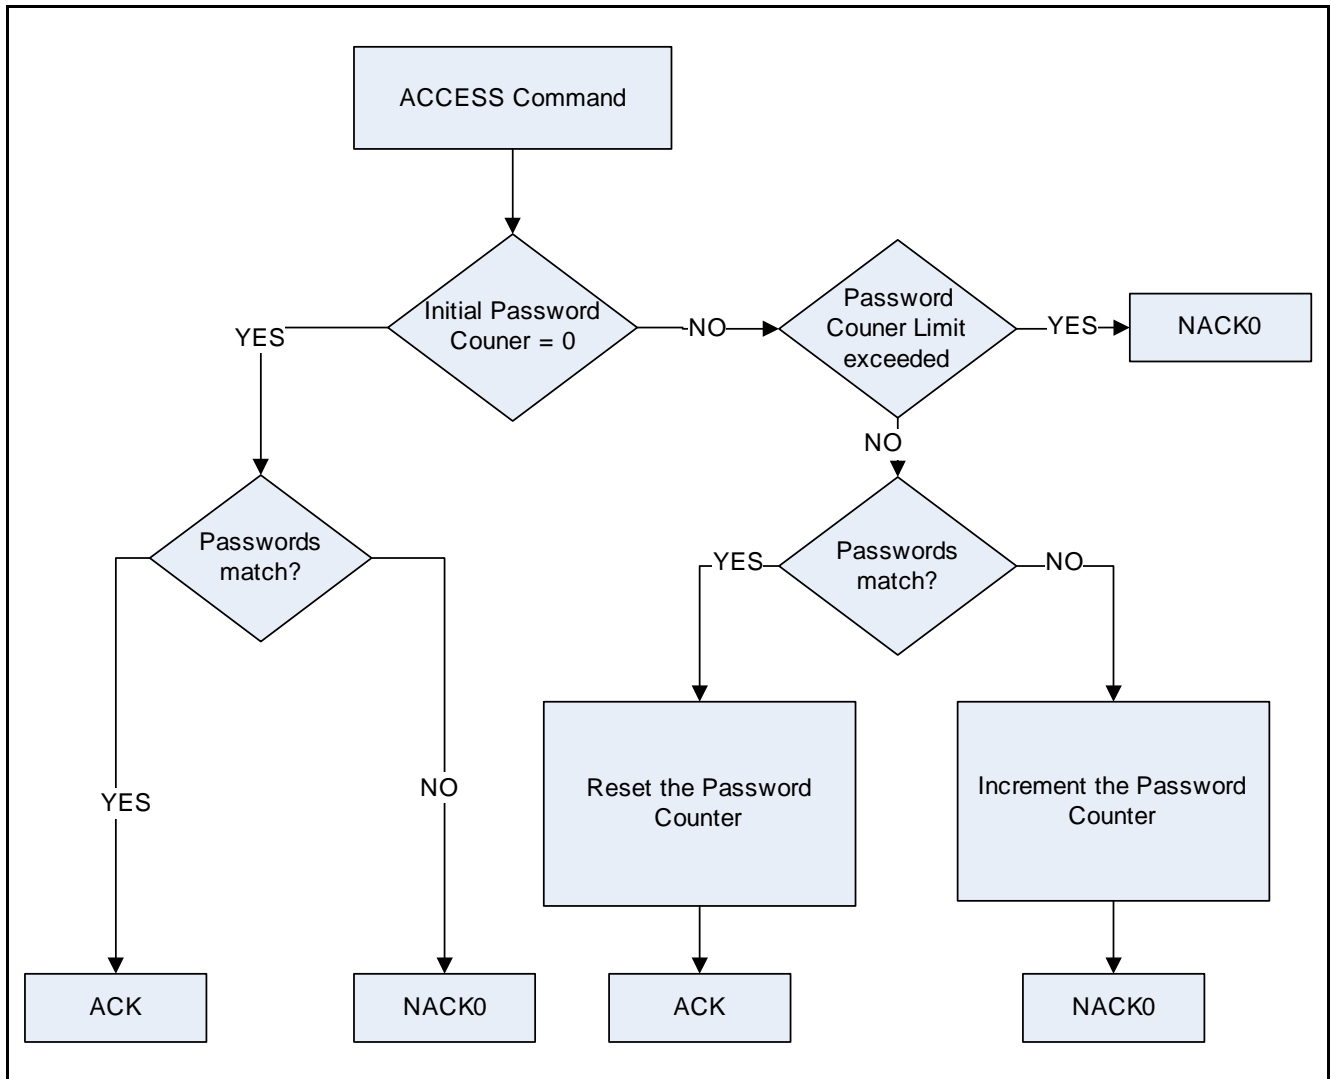 ACCESS Command
Initial Password
Couner = 0
Password
Couner Limit
exceeded
YES
NO
YES
NACK0
NO
Passwords
match?
Passwords
match?
YES
NO
YES
NO
Reset the Password
Counter
Increment the Password
Counter
ACK
NACK0
ACK
NACK0